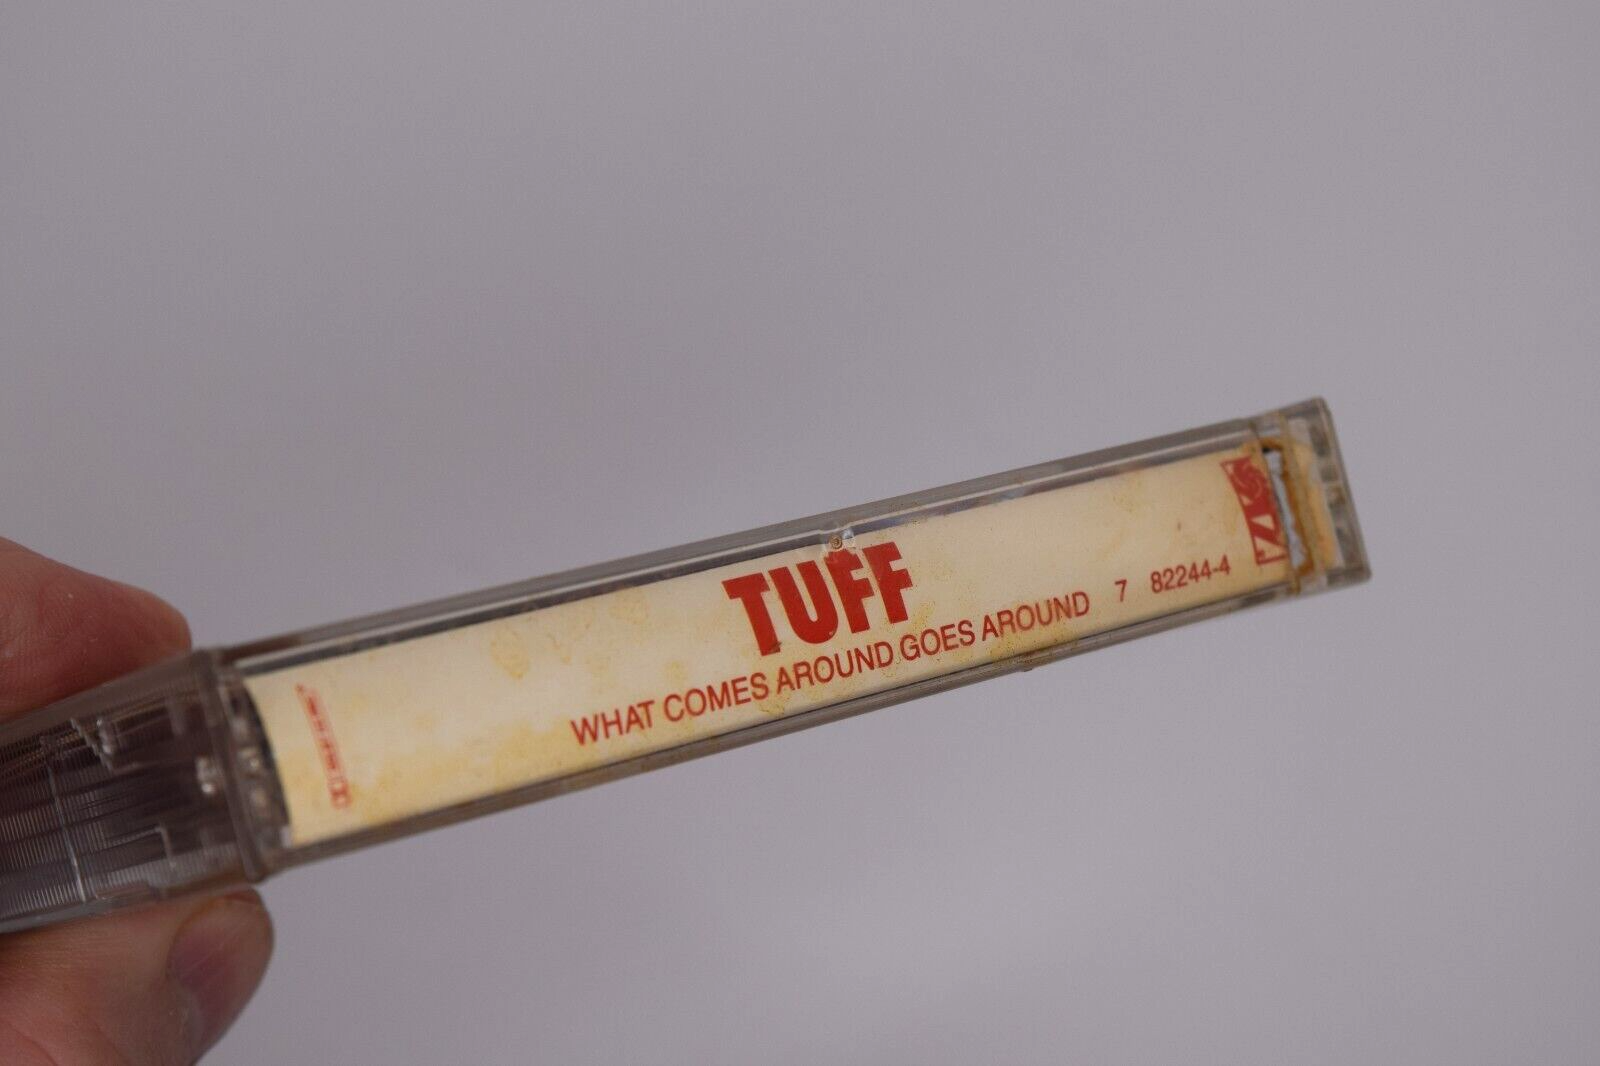 TUFF
WHAT COMES AROUND GOES AROUND 7 82244-4